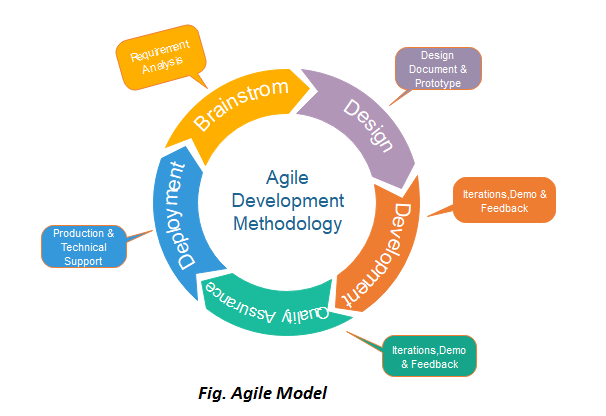 Requirement
Analysis
Brainstrom
Design
Document &
Prototype
Design
Agile
Development
Methodology
Iterations,Demo &
Feedback
Development
Production &
Technical
Support
Deployment
Quality Assurance
Iterations,Demo
& Feedback
Fig. Agile Model